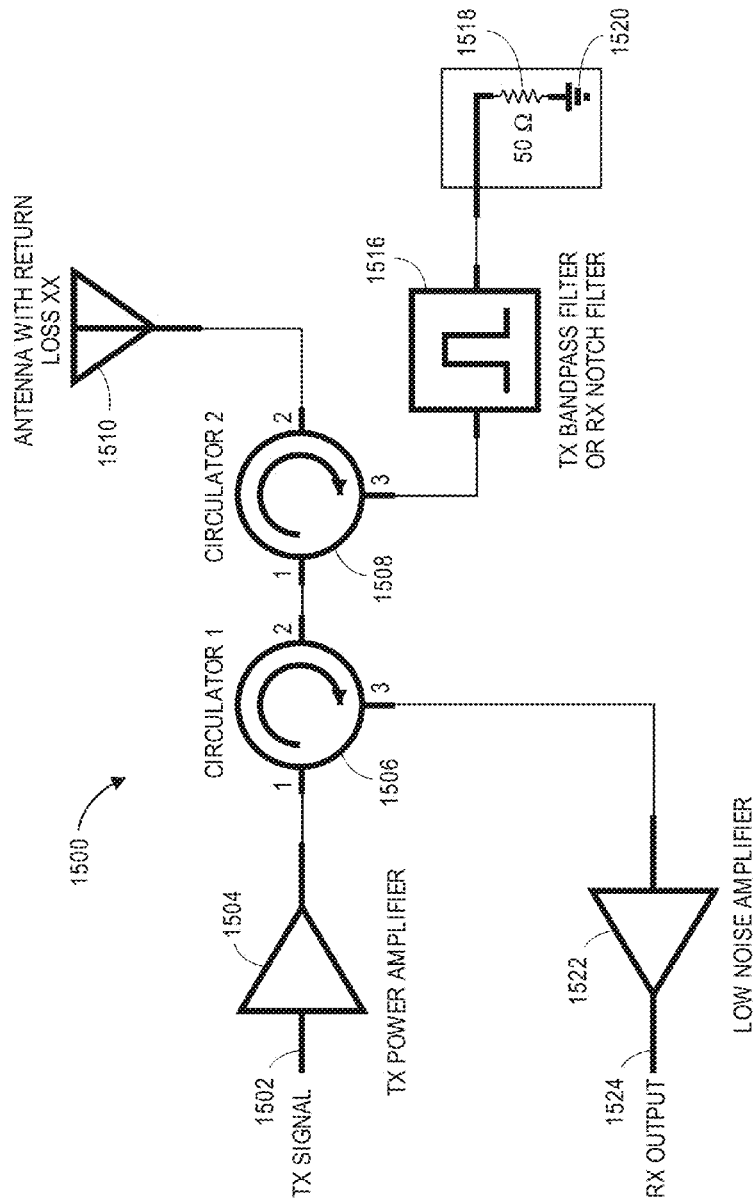 1500
ANTENNA WITH RETURN
LOSS XX
1510
CIRCULATOR 1
CIRCULATOR 2
1
2
3
1506
1
2
3
1508
1502
TX SIGNAL
1504
TX POWER AMPLIFIER
1516
TX BANDPASS FILTER
OR RX NOTCH FILTER
50 Ω
1518
1520
1522
1524
RX OUTPUT
LOW NOISE AMPLIFIER